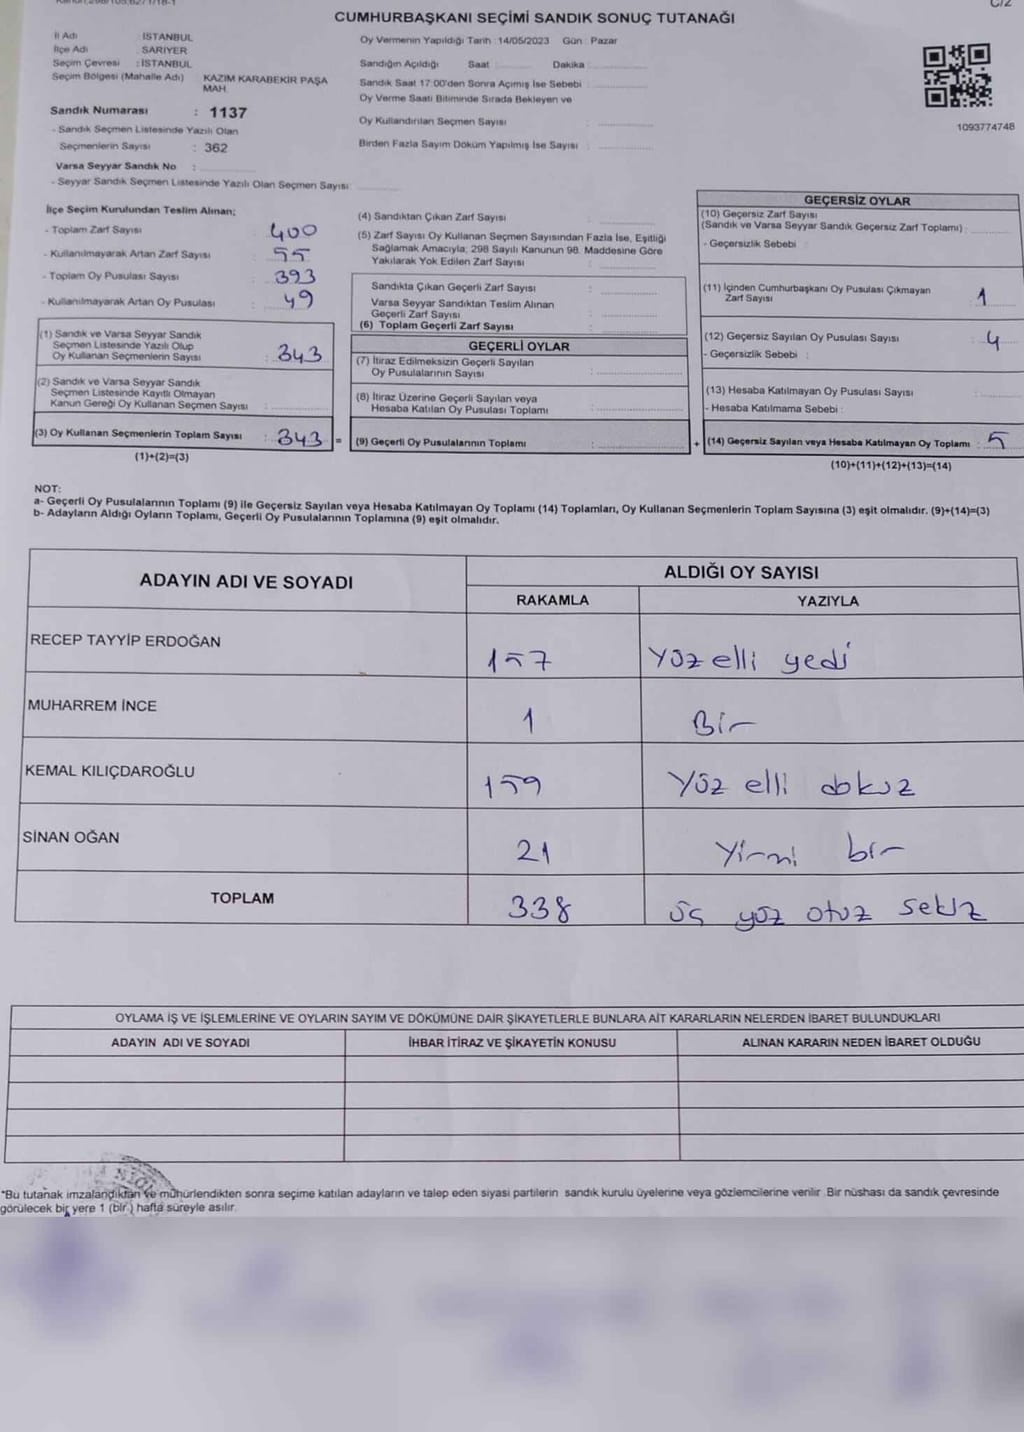 CUMHURBAŞKANI SEÇİMİ SANDIK SONUÇ TUTANAĞI
İl Adı : İSTANBUL
İlçe Adı : SARIYER
Seçim Çevresi : İSTANBUL
Seçim Bölgesi (Mahalle Adı) : KAZIM KARABEKİR PAŞA
MAH.
Sandık Numarası : 1137
- Sandık Seçmen Listesinde Yazılı Olan
Seçmenlerin Sayısı : 362
Varsa Seyyar Sandık No :
- Seyyar Sandık Seçmen Listesinde Yazılı Olan Seçmen Sayısı
Oy Vermenin Yapıldığı Tarih : 14/05/2023 Gün : Pazar
Sandığın Açıldığı Saat Dakika
Sandık Saat 17:00'den Sonra Açımış İse Sebebi :
Oy Verme Saati Bitiminde Sırada Bekleyen ve
Oy Kullandırılan Seçmen Sayısı :
Birden Fazla Sayım Döküm Yapılmış İse Sayısı :
1093774748
İlçe Seçim Kurulundan Teslim Alınan;
- Toplam Zarf Sayısı : 400
- Kullanılmayarak Artan Zarf Sayısı : 55
- Toplam Oy Pusulası Sayısı : 393
- Kullanılmayarak Artan Oy Pusulası : 49
(1) Sandık ve Varsa Seyyar Sandık
Seçmen Listesinde Yazılı Olup
Oy Kullanan Seçmenlerin Sayısı : 343
(2) Sandık ve Varsa Seyyar Sandık
Seçmen Listesinde Kayıtlı Olmayan
Kanun Gereği Oy Kullanan Seçmen Sayısı :
(3) Oy Kullanan Seçmenlerin Toplam Sayısı : 343 =
(1)+(2)=(3)
(4) Sandıktan Çıkan Zarf Sayısı :
(5) Zarf Sayısı Oy Kullanan Seçmen Sayısından Fazla İse, Eşitliği
Sağlamak Amacıyla; 298 Sayılı Kanunun 98. Maddesine Göre
Yakılarak Yok Edilen Zarf Sayısı :
Sandıkta Çıkan Geçerli Zarf Sayısı :
Varsa Seyyar Sandıktan Teslim Alınan
Geçerli Zarf Sayısı :
(6) Toplam Geçerli Zarf Sayısı :
GEÇERLİ OYLAR
(7) İtiraz Edilmeksizin Geçerli Sayılan
Oy Pusulalarının Sayısı :
(8) İtiraz Üzerine Geçerli Sayılan veya
Hesaba Katılan Oy Pusulası Toplamı :
(9) Geçerli Oy Pusulalarının Toplamı : +
GEÇERSİZ OYLAR
(10) Geçersiz Zarf Sayısı
(Sandık ve Varsa Seyyar Sandık Geçersiz Zarf Toplamı) :
- Geçersizlik Sebebi :
(11) İçinden Cumhurbaşkanı Oy Pusulası Çıkmayan
Zarf Sayısı : 1
(12) Geçersiz Sayılan Oy Pusulası Sayısı : 4
- Geçersizlik Sebebi :
(13) Hesaba Katılmayan Oy Pusulası Sayısı :
- Hesaba Katılmama Sebebi :
(14) Geçersiz Sayılan veya Hesaba Katılmayan Oy Toplamı : 5
(10)+(11)+(12)+(13)=(14)
NOT:
a- Geçerli Oy Pusulalarının Toplamı (9) ile Geçersiz Sayılan veya Hesaba Katılmayan Oy Toplamı (14) Toplamları, Oy Kullanan Seçmenlerin Toplam Sayısına (3) eşit olmalıdır. (9)+(14)=(3)
b- Adayların Aldığı Oyların Toplamı, Geçerli Oy Pusulalarının Toplamına (9) eşit olmalıdır.
ADAYIN ADI VE SOYADI ALDIĞI OY SAYISI
RAKAMLA YAZIYLA
RECEP TAYYİP ERDOĞAN 157 Yüz elli yedi
MUHARREM İNCE 1 Bir
KEMAL KILIÇDAROĞLU 159 Yüz elli dokuz
SİNAN OĞAN 21 Yirmi bir
TOPLAM 338 üç yüz otuz sekiz
OYLAMA İŞ VE İŞLEMLERİNE VE OYLARIN SAYIM VE DÖKÜMÜNE DAİR ŞİKAYETLERLE BUNLARA AİT KARARLARIN NELERDEN İBARET BULUNDUKLARI
ADAYIN ADI VE SOYADI İHBAR İTİRAZ VE ŞİKAYETİN KONUSU ALINAN KARARIN NEDEN İBARET OLDUĞU
*Bu tutanak imzalandıktan ve mühürlendikten sonra seçime katılan adayların ve talep eden siyasi partilerin sandık kurulu üyelerine veya gözlemcilerine verilir. Bir nüshası da sandık çevresinde
görülecek bir yere 1 (bir) hafta süreyle asılır.